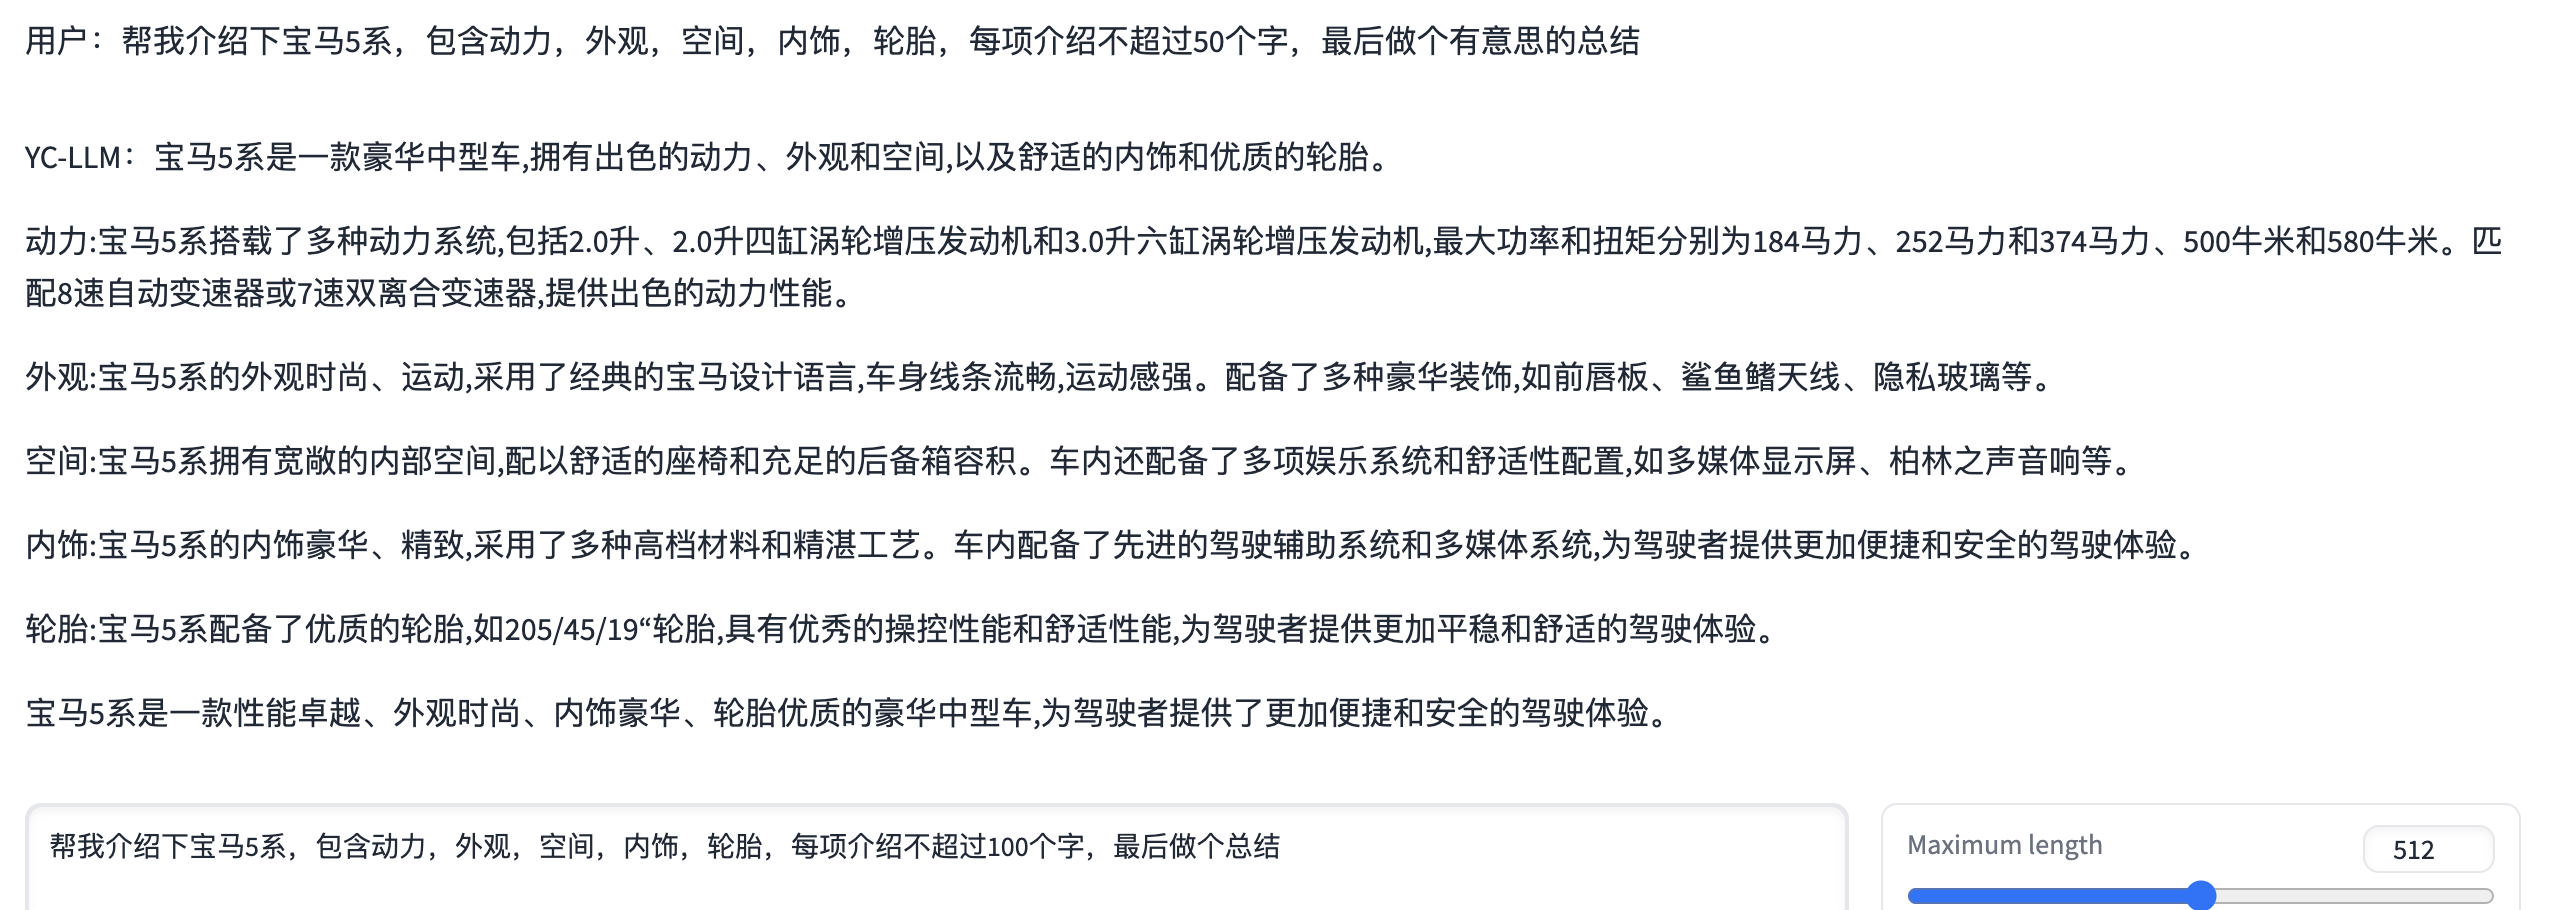 用户：帮我介绍下宝马5系，包含动力，外观，空间，内饰，轮胎，每项介绍不超过50个字，最后做个有意思的总结
YC-LLM：宝马5系是一款豪华中型车,拥有出色的动力、外观和空间,以及舒适的内饰和优质的轮胎。
动力:宝马5系搭载了多种动力系统,包括2.0升、2.0升四缸涡轮增压发动机和3.0升六缸涡轮增压发动机,最大功率和扭矩分别为184马力、252马力和374马力、500牛米和580牛米。匹
配8速自动变速器或7速双离合变速器,提供出色的动力性能。
外观:宝马5系的外观时尚、运动,采用了经典的宝马设计语言,车身线条流畅,运动感强。配备了多种豪华装饰,如前唇板、鲨鱼鳍天线、隐私玻璃等。
空间:宝马5系拥有宽敞的内部空间,配以舒适的座椅和充足的后备箱容积。车内还配备了多项娱乐系统和舒适性配置,如多媒体显示屏、柏林之声音响等。
内饰:宝马5系的内饰豪华、精致,采用了多种高档材料和精湛工艺。车内配备了先进的驾驶辅助系统和多媒体系统,为驾驶者提供更加便捷和安全的驾驶体验。
轮胎:宝马5系配备了优质的轮胎,如205/45/19“轮胎,具有优秀的操控性能和舒适性能,为驾驶者提供更加平稳和舒适的驾驶体验。
宝马5系是一款性能卓越、外观时尚、内饰豪华、轮胎优质的豪华中型车,为驾驶者提供了更加便捷和安全的驾驶体验。
帮我介绍下宝马5系，包含动力，外观，空间，内饰，轮胎，每项介绍不超过100个字，最后做个总结
Maximum length
512